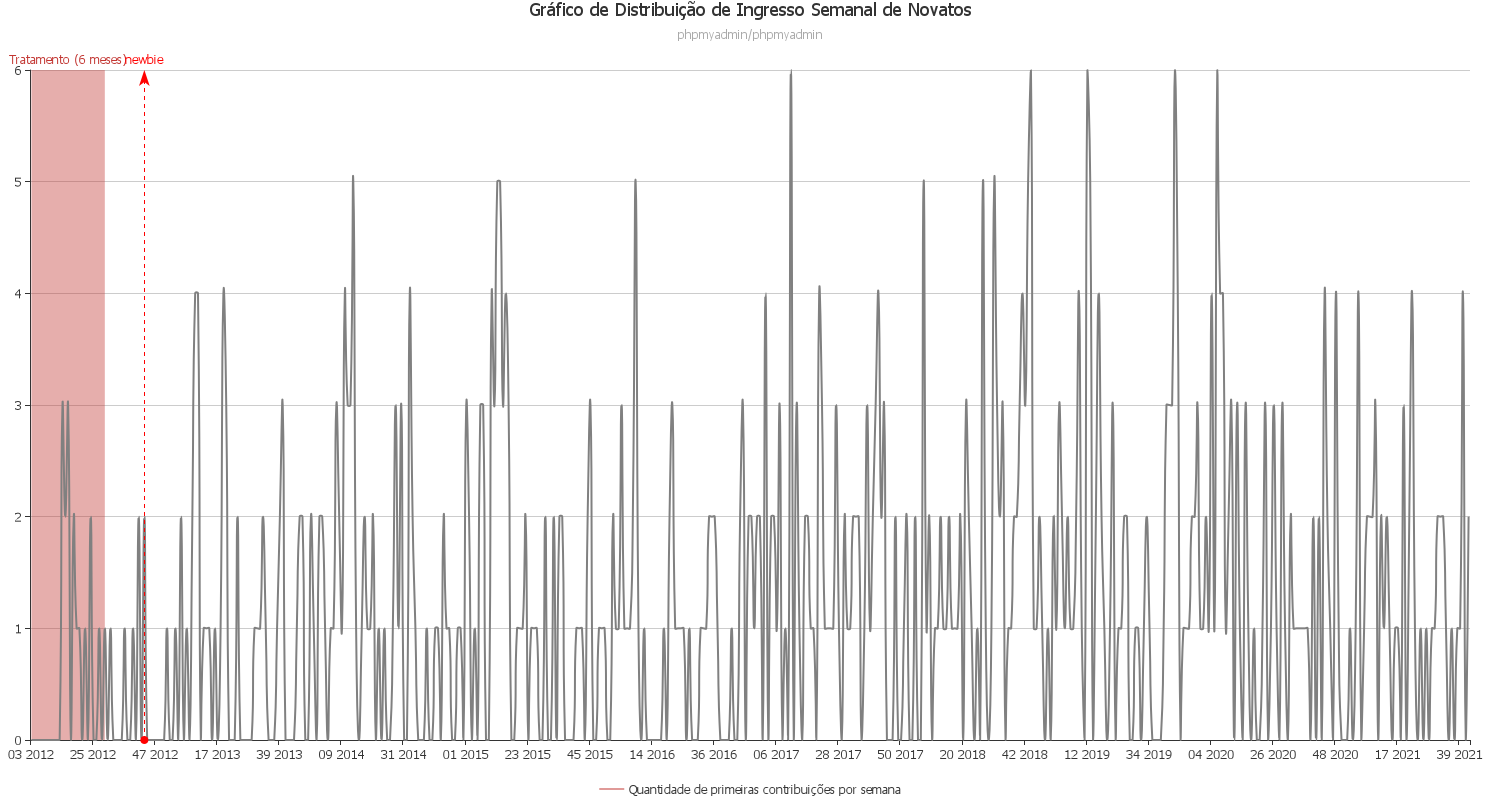 Gráfico de Distribuição de Ingresso Semanal de Novatos
phpmyadmin/phpmyadmin
Tratamento (6 meses)newbie
6
5
4
3
2
1
0
03 2012 25 2012 47 2012 17 2013 39 2013 09 2014 31 2014 01 2015 23 2015 45 2015 14 2016 36 2016 06 2017 28 2017 50 2017 20 2018 42 2018 12 2019 34 2019 04 2020 26 2020 48 2020 17 2021 39 2021
Quantidade de primeiras contribuições por semana